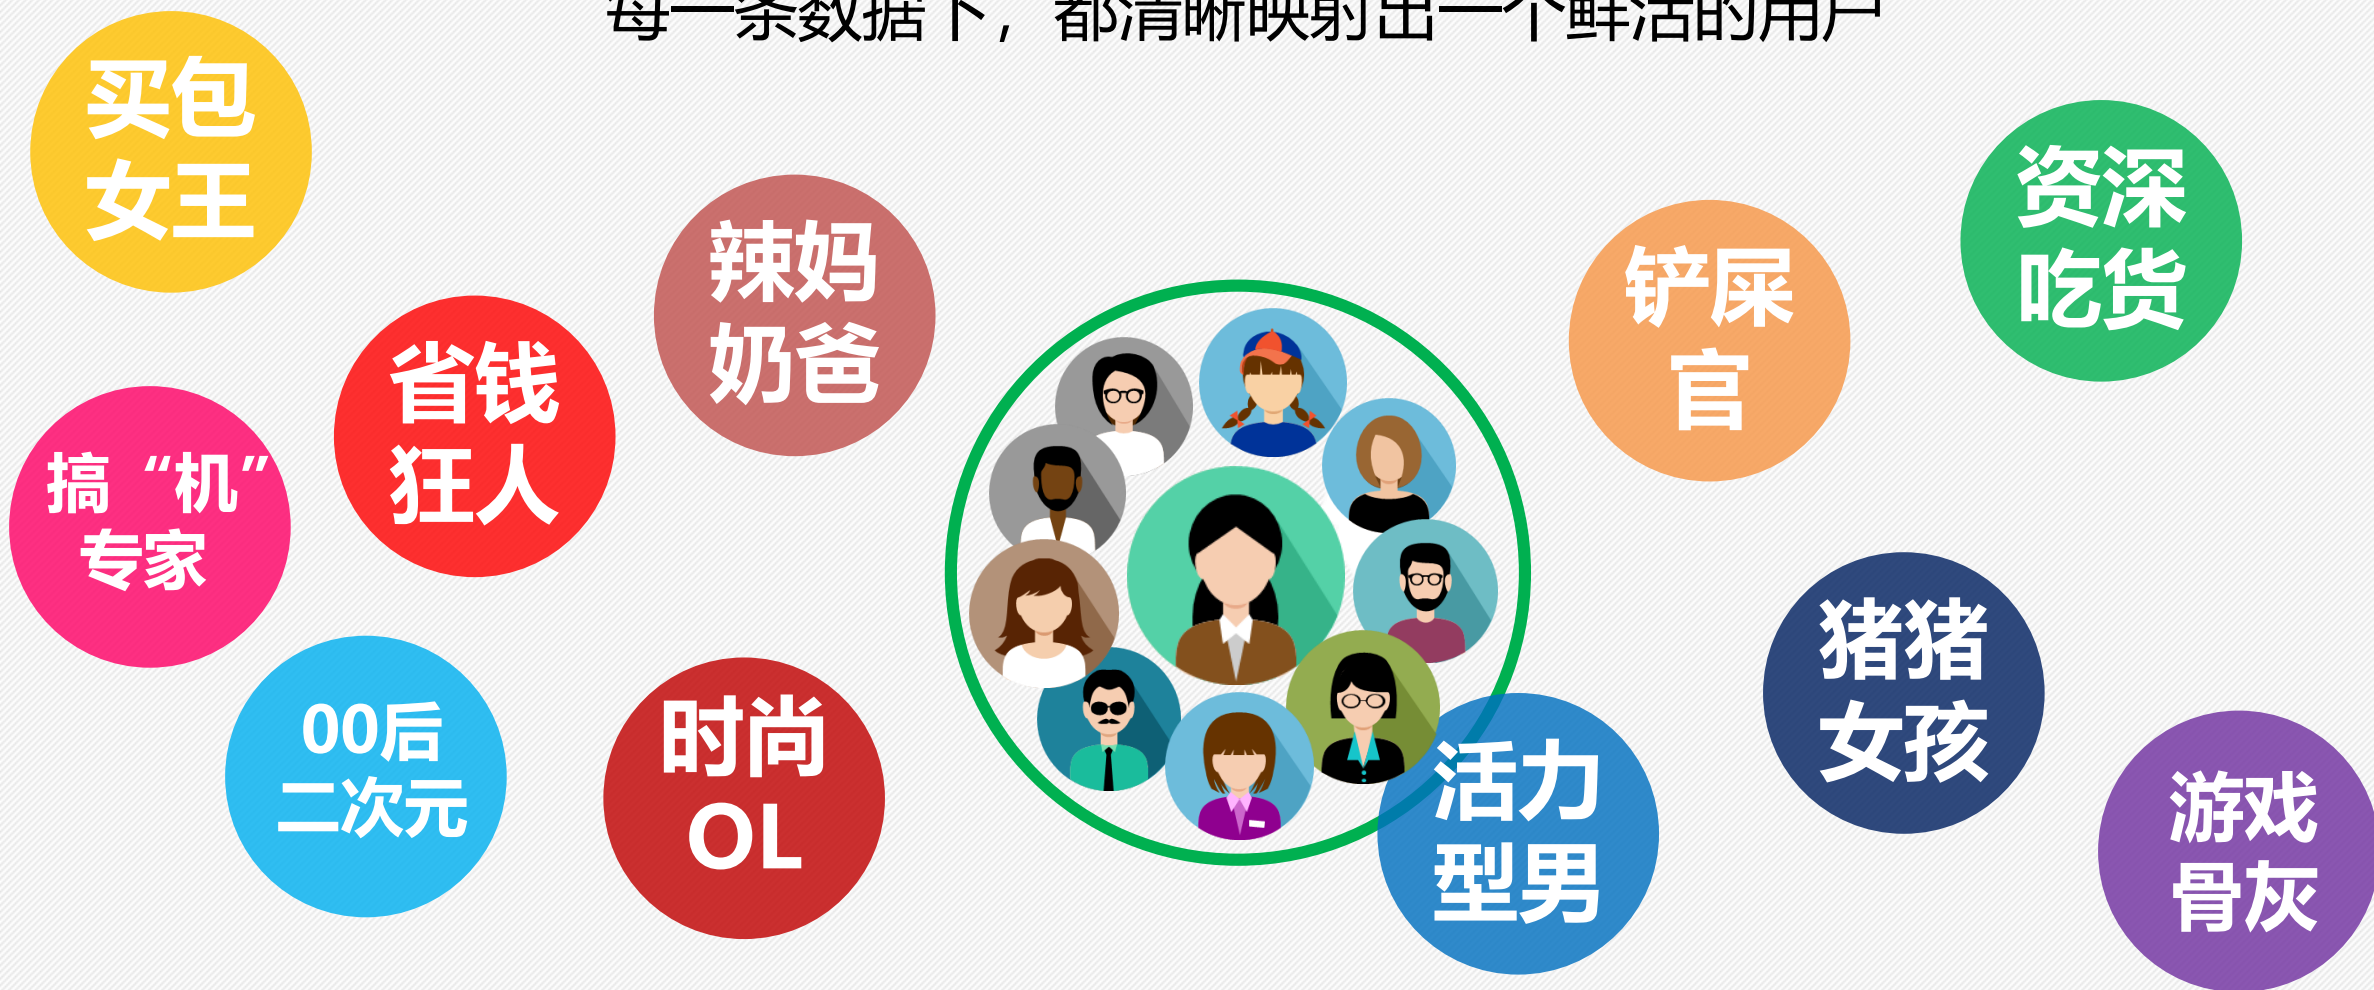 每一条数据下，都清晰映射出一个鲜活的用户
买包
女王
资深
吃货
辣妈
奶爸
铲屎
官
省钱
狂人
搞“机”
专家
猪猪
女孩
00后
二次元
时尚
OL
活力
型男
游戏
骨灰